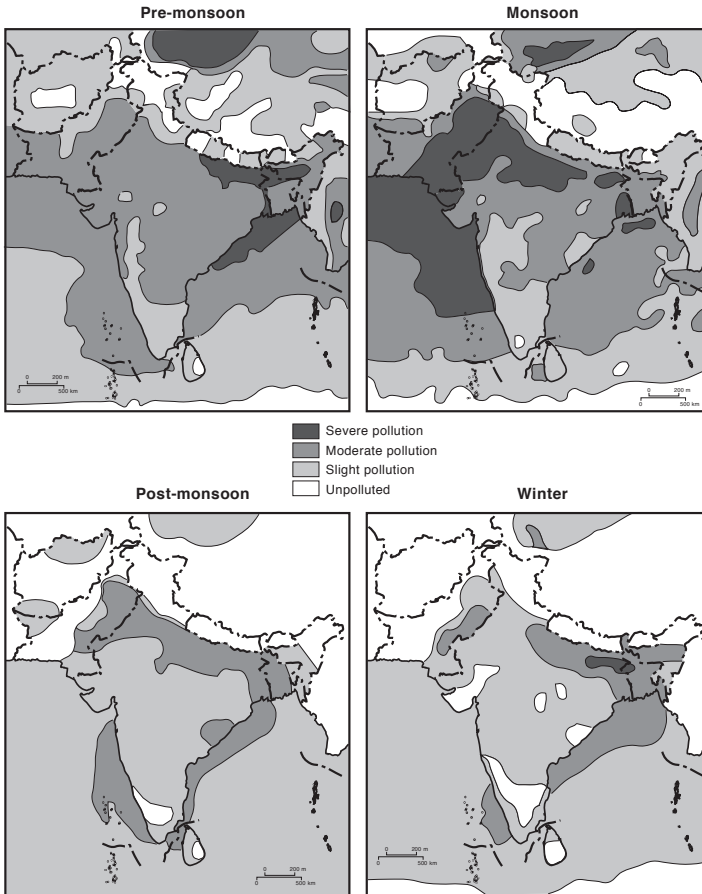 Pre-monsoon
Monsoon
0 200 m
0 500 km
0 200 m
0 500 km
Severe pollution
Moderate pollution
Slight pollution
Unpolluted
Post-monsoon
Winter
0 200 m
0 500 km
0 200 m
0 500 km